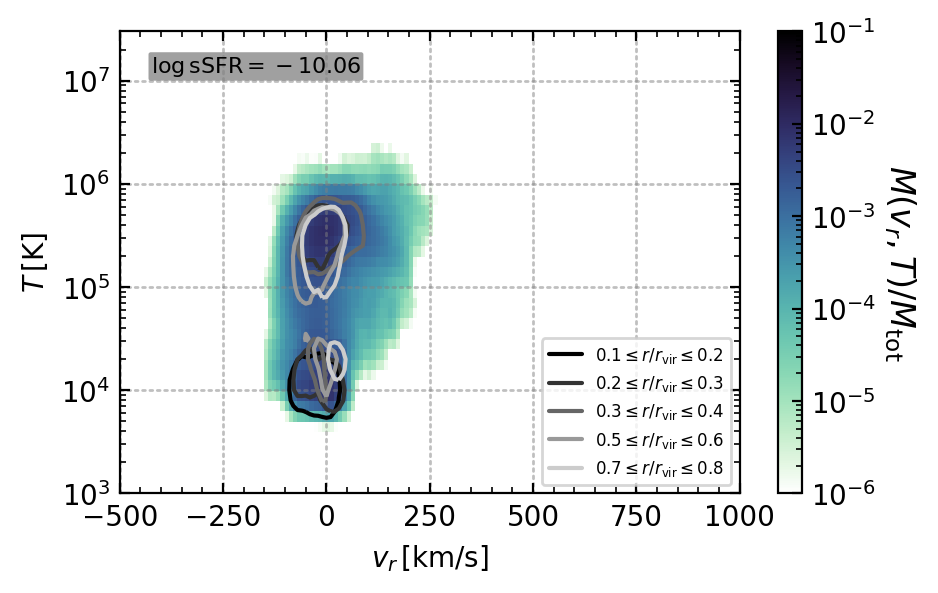 log sSFR = −10.06
10⁷
10⁶
10⁵
10⁴
10³
T [K]
−500 −250 0 250 500 750 1000
v_r [km/s]
0.1 ≤ r/r_vir ≤ 0.2
0.2 ≤ r/r_vir ≤ 0.3
0.3 ≤ r/r_vir ≤ 0.4
0.5 ≤ r/r_vir ≤ 0.6
0.7 ≤ r/r_vir ≤ 0.8
10⁻¹
10⁻²
10⁻³
10⁻⁴
10⁻⁵
10⁻⁶
M(v_r, T)/M_tot